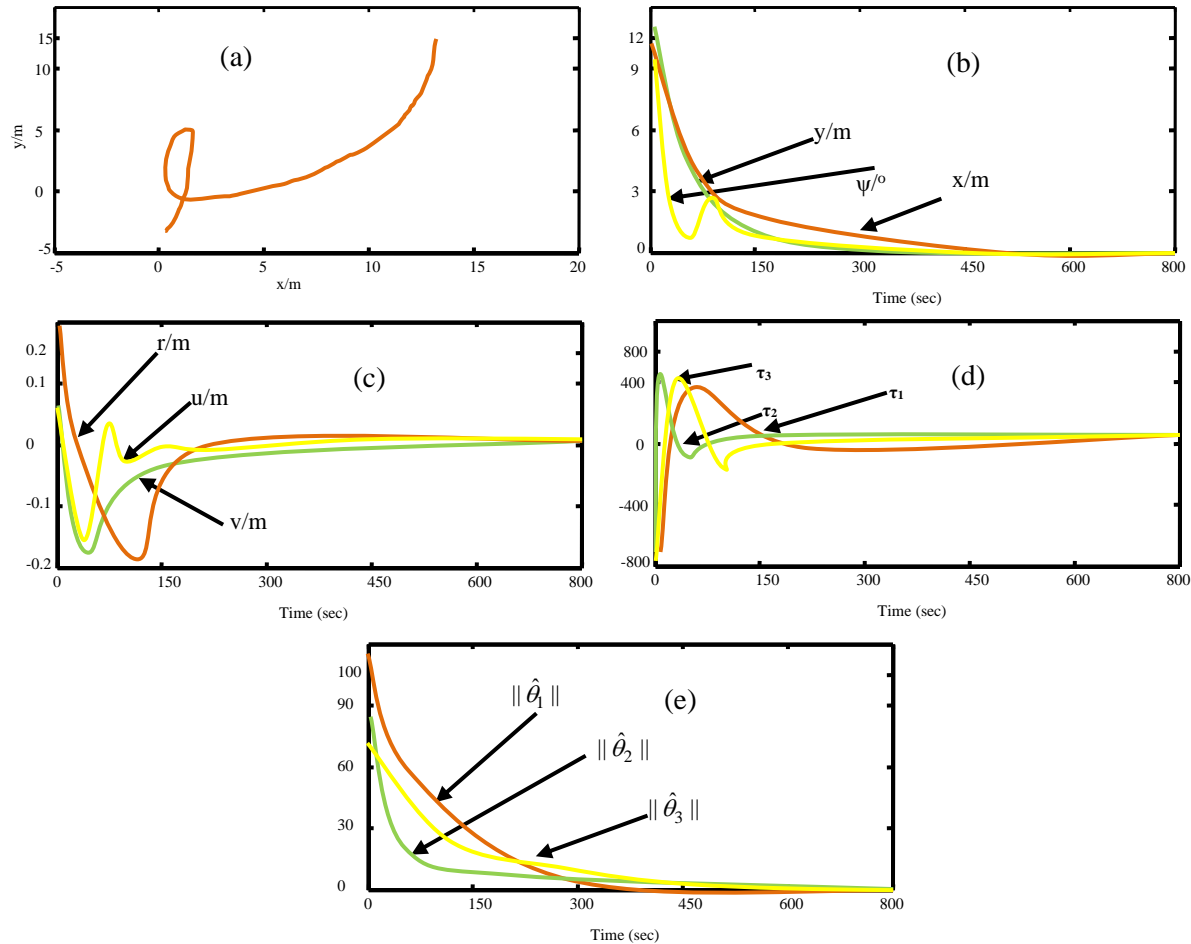 (a)
15
10
5
0
-5
y/m
-5 0 5 10 15 20
x/m
(b)
12
9
6
3
0
y/m
ψ/º
x/m
0 150 300 450 600 800
Time (sec)
(c)
0.2
0.1
0
-0.1
-0.2
r/m
u/m
v/m
0 150 300 450 600 800
Time (sec)
(d)
800
400
0
-400
-800
τ3
τ2
τ1
0 150 300 450 600 800
Time (sec)
(e)
100
90
60
30
0
|| θ̂₁ ||
|| θ̂₂ ||
|| θ̂₃ ||
0 150 300 450 600 800
Time (sec)